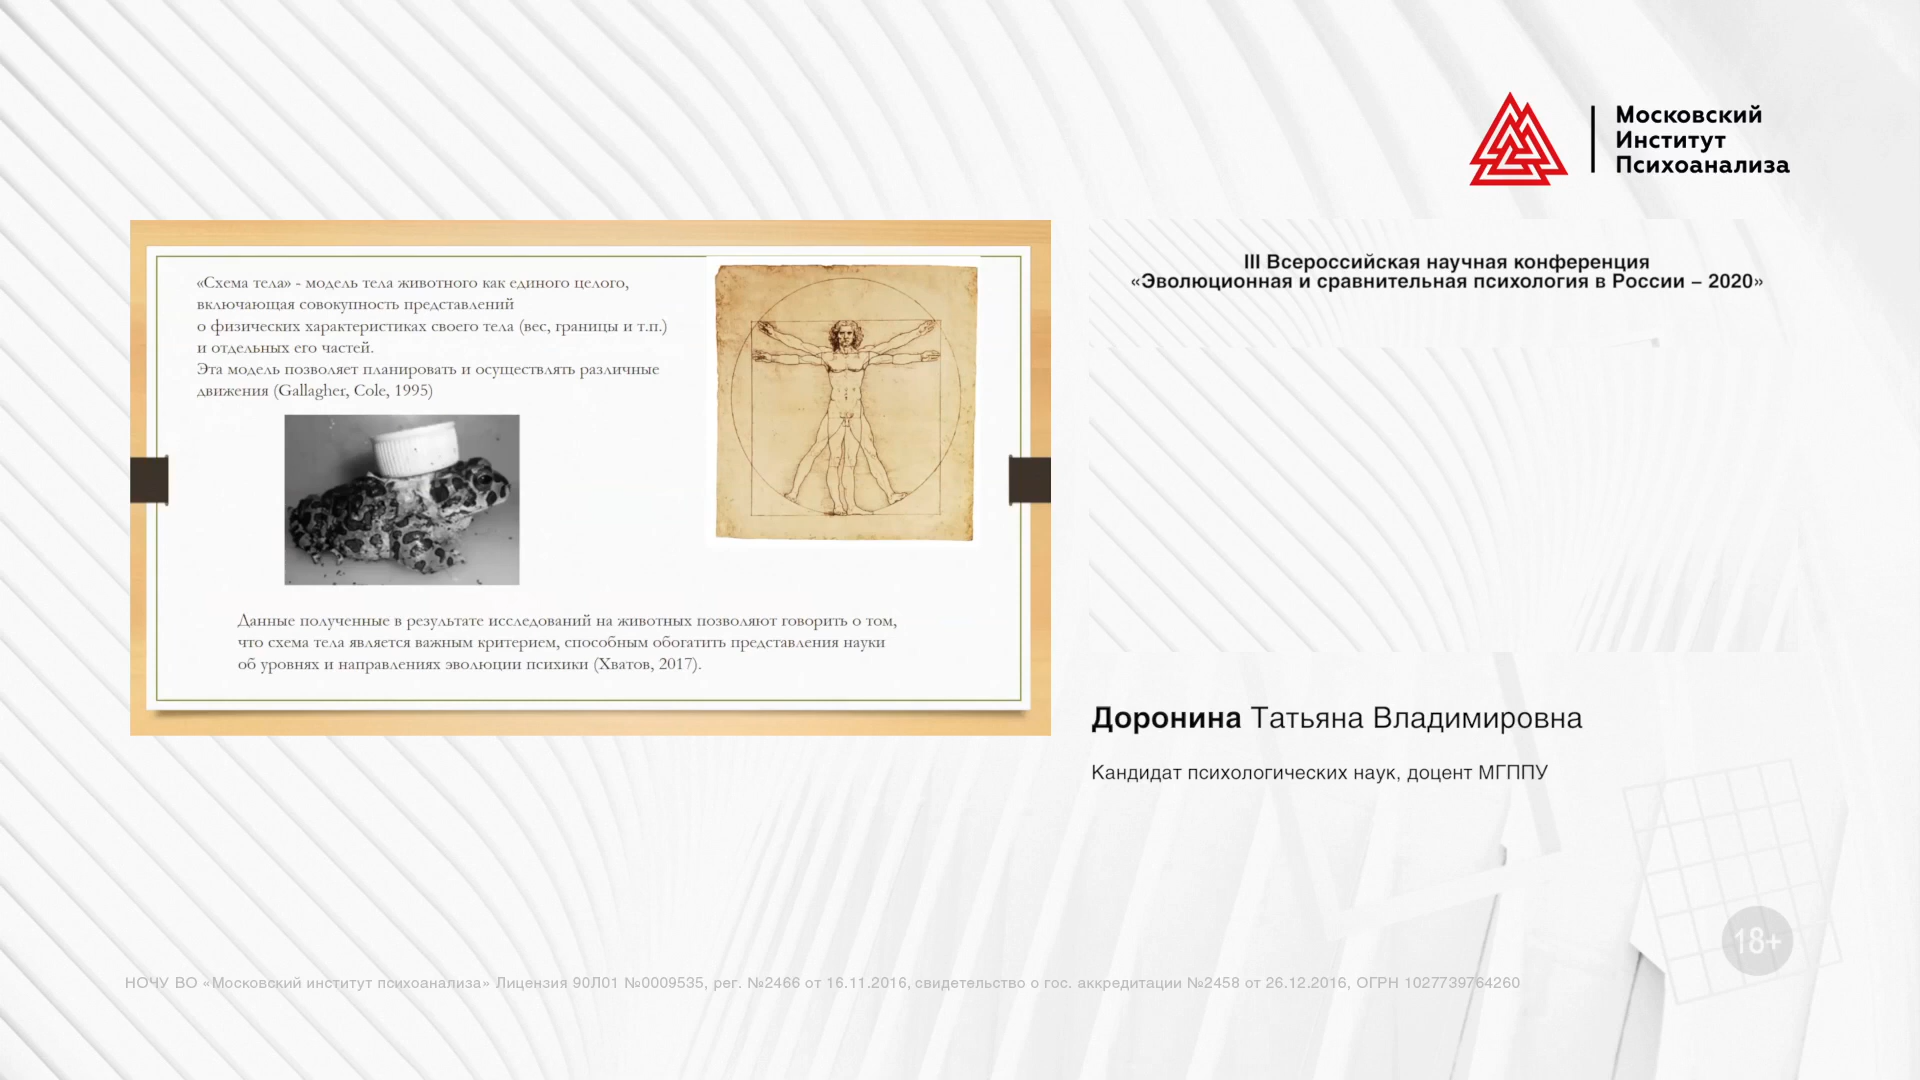 Московский
Институт
Психоанализа
«Схема тела» - модель тела животного как единого целого,
включающая совокупность представлений
о физических характеристиках своего тела (вес, границы и т.п.)
и отдельных его частей.
Эта модель позволяет планировать и осуществлять различные
движения (Gallagher, Cole, 1995)
Данные полученные в результате исследований на животных позволяют говорить о том,
что схема тела является важным критерием, способным обогатить представления науки
об уровнях и направлениях эволюции психики (Хватов, 2017).
III Всероссийская научная конференция
«Эволюционная и сравнительная психология в России – 2020»
Доронина Татьяна Владимировна
Кандидат психологических наук, доцент МГППУ
18+
НОЧУ ВО «Московский институт психоанализа» Лицензия 90Л01 №0009535, рег. №2466 от 16.11.2016, свидетельство о гос. аккредитации №2458 от 26.12.2016, ОГРН 1027739764260